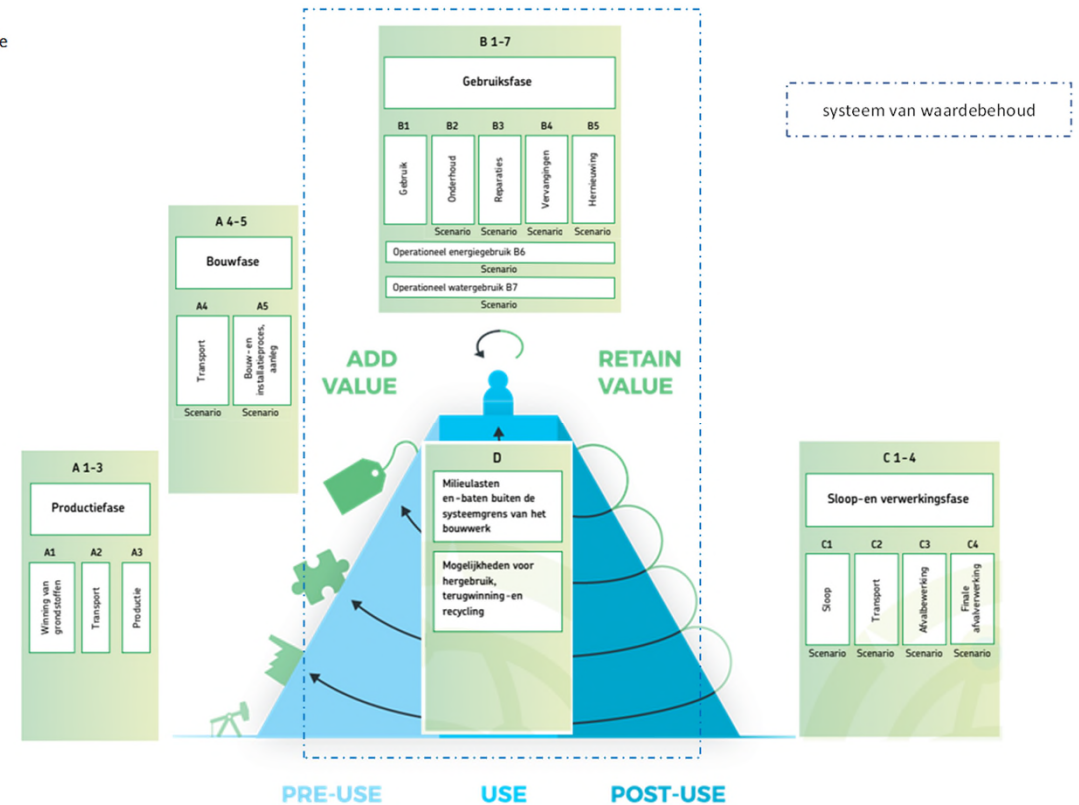 e
B 1-7
Gebruiksfase
B1
B2
B3
B4
B5
Gebruik
Onderhoud
Reparaties
Vervangingen
Hernieuwing
Scenario
Scenario
Scenario
Scenario
Operationeel energiegebruik B6
Scenario
Operationeel watergebruik B7
Scenario
systeem van waardebehoud
A 4-5
Bouwfase
A4
A5
Transport
Bouw-en
installatieproces,
aanleg
Scenario
Scenario
ADD
VALUE
RETAIN
VALUE
A 1-3
Productiefase
A1
A2
A3
Winning van
grondstoffen
Transport
Productie
D
Milieulasten
en-baten buiten de
systeemgrens van het
bouwwerk
Mogelijkheden voor
hergebruik,
terugwinning-en
recycling
C 1-4
Sloop-en verwerkingsfase
C1
C2
C3
C4
Sloop
Transport
Afvalbewerking
Finale
afvalverwerking
Scenario
Scenario
Scenario
Scenario
PRE-USE
USE
POST-USE